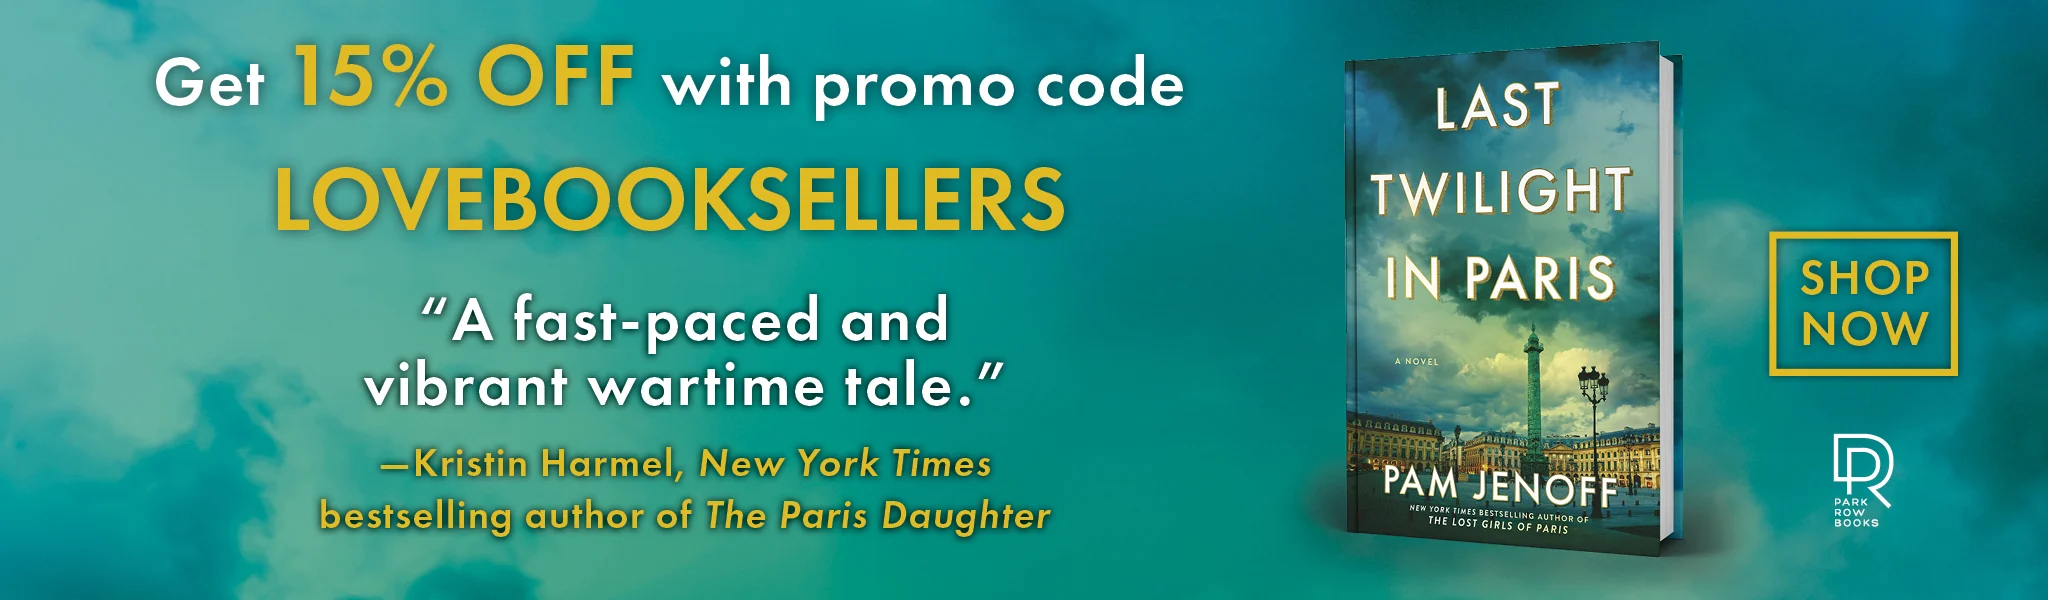 Get 15% OFF with promo code
LOVEBOOKSELLERS
“A fast-paced and
vibrant wartime tale.”
—Kristin Harmel, New York Times
bestselling author of The Paris Daughter
LAST
TWILIGHT
IN PARIS
A NOVEL
PAM JENOFF
NEW YORK TIMES BESTSELLING AUTHOR OF
THE LOST GIRLS OF PARIS
SHOP
NOW
PR
PARK
ROW
BOOKS